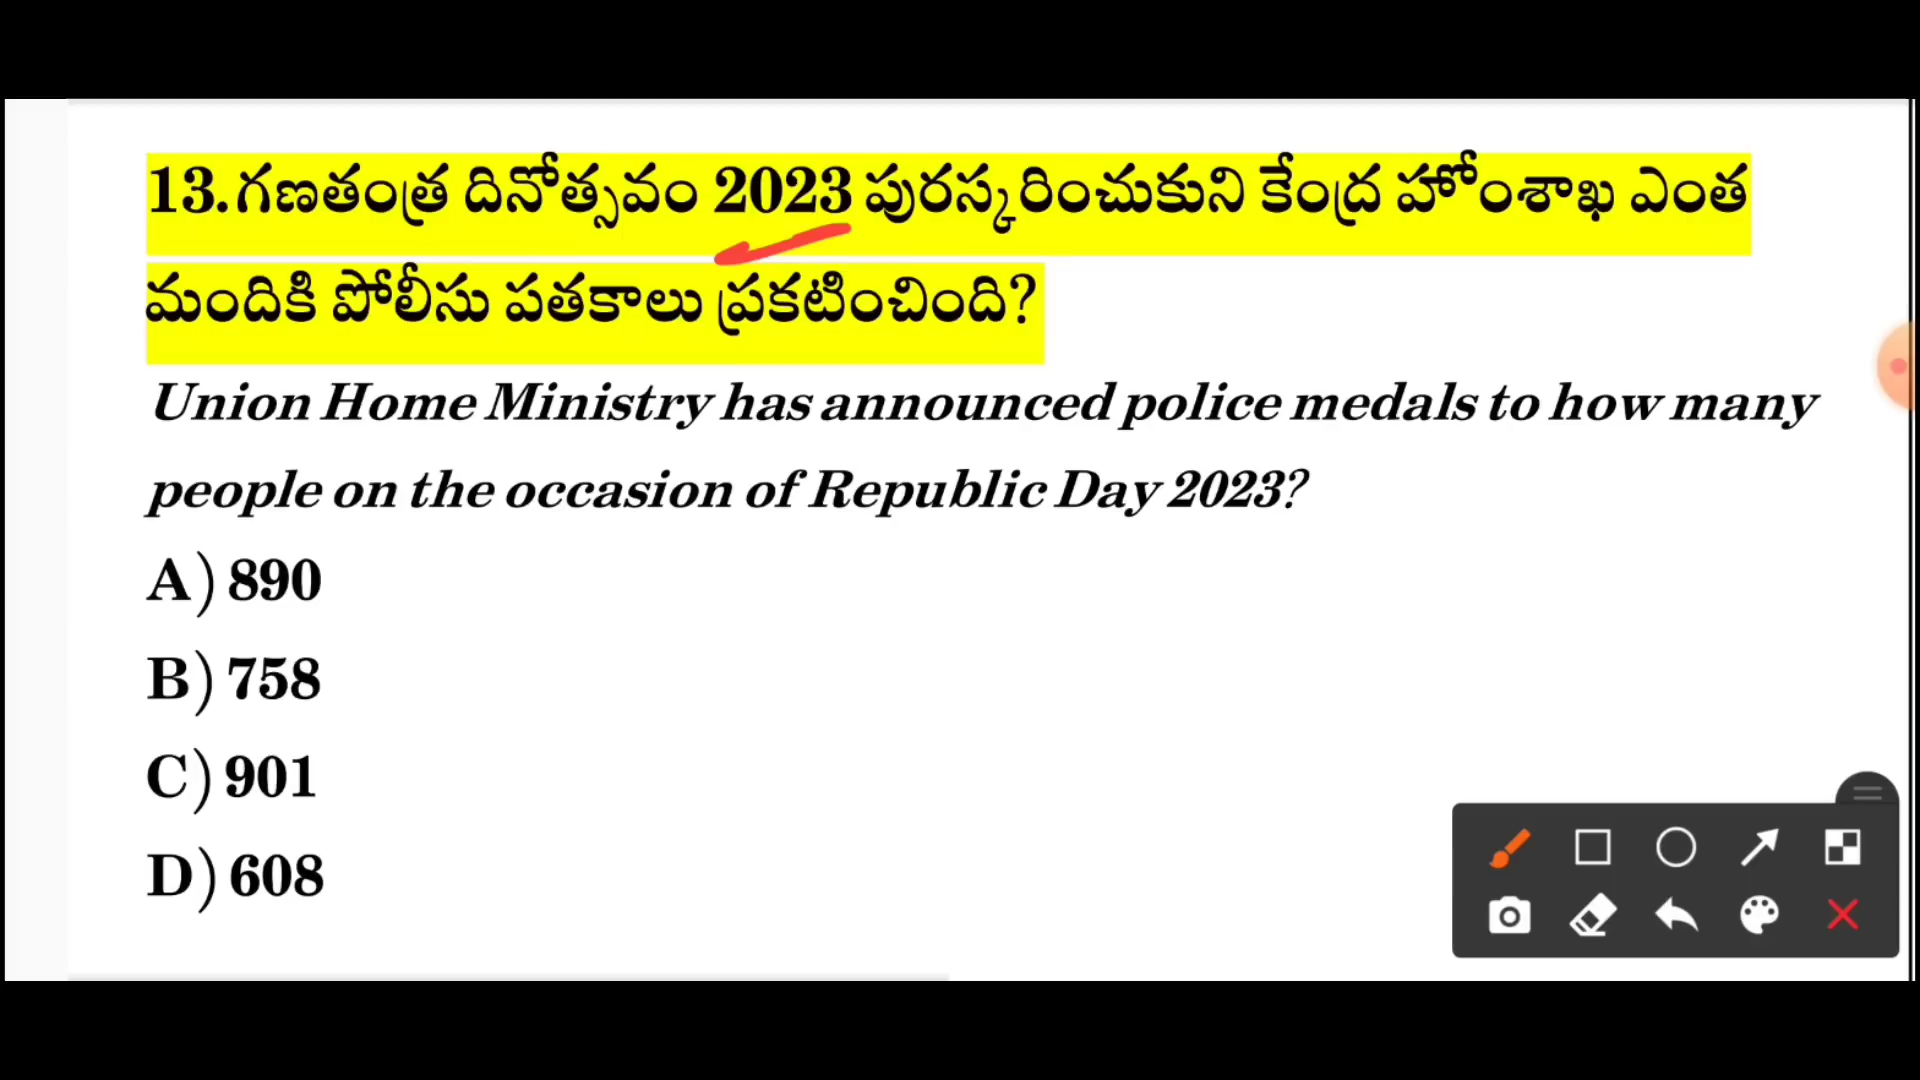 13.గణతంత్ర దినోత్సవం 2023 పురస్కరించుకుని కేంద్ర హోంశాఖ ఎంత
మందికి పోలీసు పతకాలు ప్రకటించింది?
Union Home Ministry has announced police medals to how many
people on the occasion of Republic Day 2023?
A) 890
B) 758
C) 901
D) 608